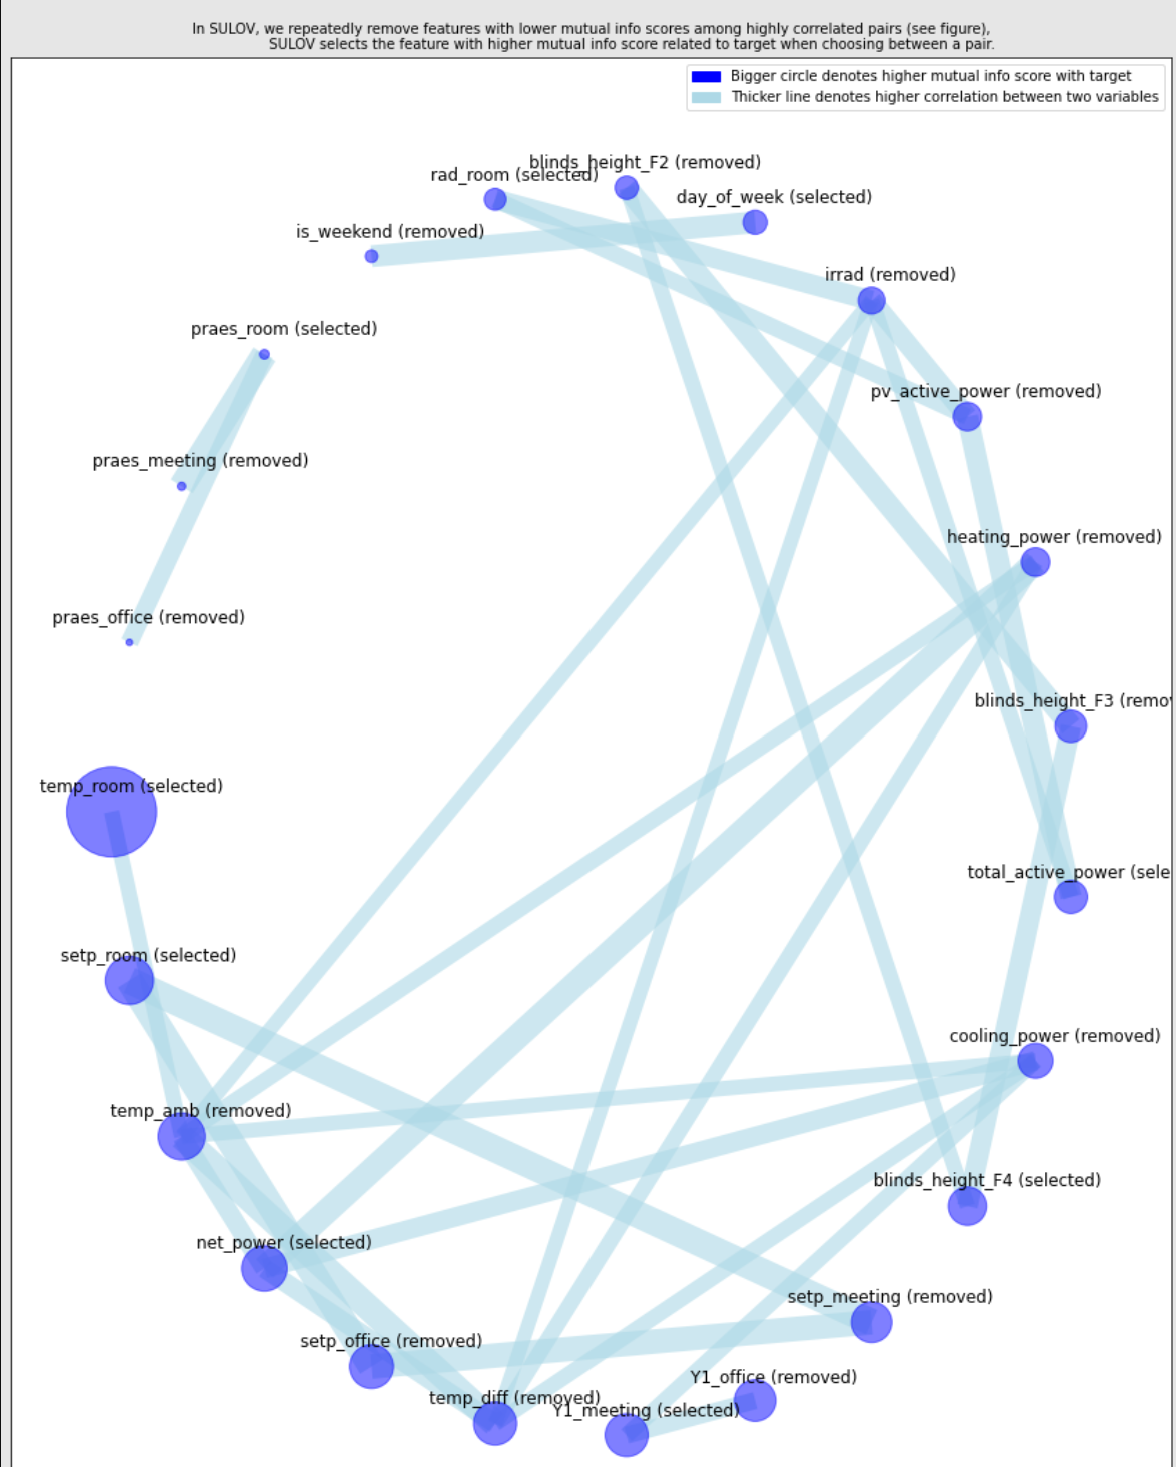 In SULOV, we repeatedly remove features with lower mutual info scores among highly correlated pairs (see figure),
SULOV selects the feature with higher mutual info score related to target when choosing between a pair.
Bigger circle denotes higher mutual info score with target
Thicker line denotes higher correlation between two variables
blinds_height_F2 (removed)
rad_room (selected)
day_of_week (selected)
is_weekend (removed)
irrad (removed)
praes_room (selected)
pv_active_power (removed)
praes_meeting (removed)
heating_power (removed)
praes_office (removed)
blinds_height_F3 (remov
temp_room (selected)
total_active_power (sele
setp_room (selected)
cooling_power (removed)
temp_amb (removed)
blinds_height_F4 (selected)
net_power (selected)
setp_meeting (removed)
setp_office (removed)
Y1_office (removed)
temp_diff (removed)
Y1_meeting (selected)